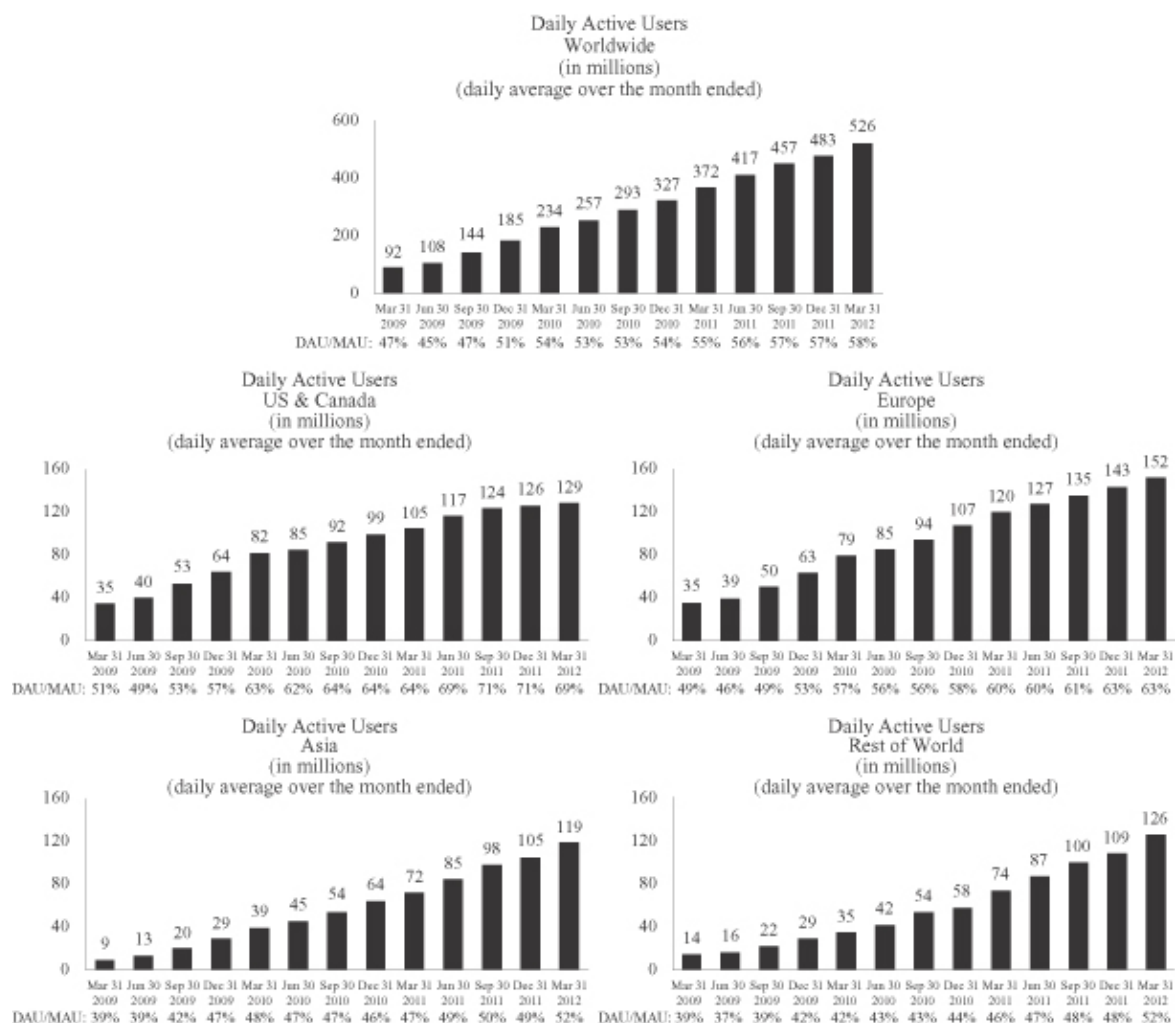 Daily Active Users
Worldwide
(in millions)
(daily average over the month ended)
600
400
200
0
92 108 144 185 234 257 293 327 372 417 457 483 526
Mar 31 Jun 30 Sep 30 Dec 31 Mar 31 Jun 30 Sep 30 Dec 31 Mar 31 Jun 30 Sep 30 Dec 31 Mar 31
2009 2009 2009 2009 2010 2010 2010 2010 2011 2011 2011 2011 2012
DAU/MAU: 47% 45% 47% 51% 54% 53% 53% 54% 55% 56% 57% 57% 58%
Daily Active Users
US & Canada
(in millions)
(daily average over the month ended)
160
120
80
40
0
35 40 53 64 82 85 92 99 105 117 124 126 129
Mar 31 Jun 30 Sep 30 Dec 31 Mar 31 Jun 30 Sep 30 Dec 31 Mar 31 Jun 30 Sep 30 Dec 31 Mar 31
2009 2009 2009 2009 2010 2010 2010 2010 2011 2011 2011 2011 2012
DAU/MAU: 51% 49% 53% 57% 63% 62% 64% 64% 64% 69% 71% 71% 69%
Daily Active Users
Europe
(in millions)
(daily average over the month ended)
160
120
80
40
0
35 39 50 63 79 85 94 107 120 127 135 143 152
Mar 31 Jun 30 Sep 30 Dec 31 Mar 31 Jun 30 Sep 30 Dec 31 Mar 31 Jun 30 Sep 30 Dec 31 Mar 31
2009 2009 2009 2009 2010 2010 2010 2010 2011 2011 2011 2011 2012
DAU/MAU: 49% 46% 49% 53% 57% 56% 56% 58% 60% 60% 61% 63% 63%
Daily Active Users
Asia
(in millions)
(daily average over the month ended)
160
120
80
40
0
9 13 20 29 39 45 54 64 72 85 98 105 119
Mar 31 Jun 30 Sep 30 Dec 31 Mar 31 Jun 30 Sep 30 Dec 31 Mar 31 Jun 30 Sep 30 Dec 31 Mar 31
2009 2009 2009 2009 2010 2010 2010 2010 2011 2011 2011 2011 2012
DAU/MAU: 39% 39% 42% 47% 48% 47% 47% 46% 47% 49% 50% 49% 52%
Daily Active Users
Rest of World
(in millions)
(daily average over the month ended)
160
120
80
40
0
14 16 22 29 35 42 54 58 74 87 100 109 126
Mar 31 Jun 30 Sep 30 Dec 31 Mar 31 Jun 30 Sep 30 Dec 31 Mar 31 Jun 30 Sep 30 Dec 31 Mar 31
2009 2009 2009 2009 2010 2010 2010 2010 2011 2011 2011 2011 2012
DAU/MAU: 39% 37% 39% 42% 42% 43% 43% 44% 46% 47% 48% 48% 52%